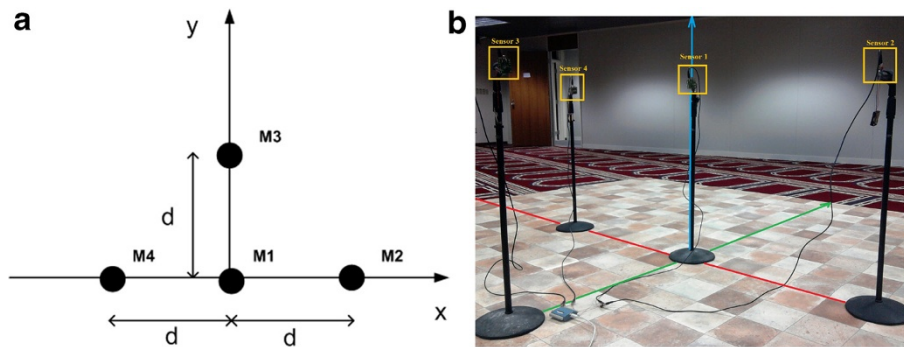 a
y
M3
d
M4
M1
M2
x
d
d
b
Sensor 3
Sensor 4
Sensor 1
Sensor 2